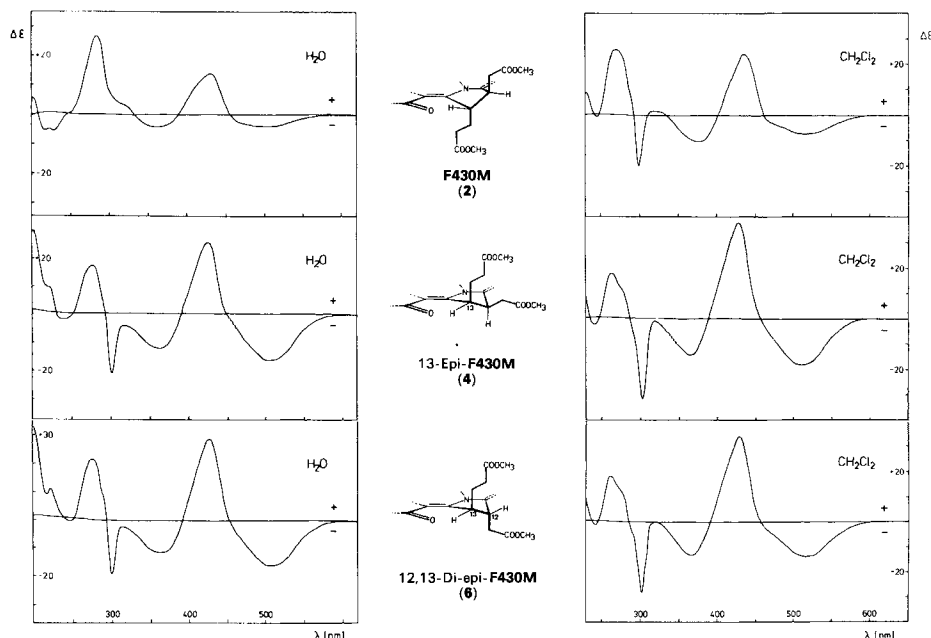 Δε
H₂O
+20
+
−
-20
COOCH₃
N
H
H
O
COOCH₃
F430M
(2)
CH₂Cl₂
Δε
+20
+
−
-20
H₂O
+20
+
−
-20
COOCH₃
N
COOCH₃
13
O
H
H
13-Epi-F430M
(4)
CH₂Cl₂
+20
+
−
-20
H₂O
+30
+
−
-20
300 400 500
λ [nm]
COOCH₃
N
H
13
12
O
H
COOCH₃
12,13-Di-epi-F430M
(6)
CH₂Cl₂
+20
+
−
-20
300 400 500 600
λ [nm]